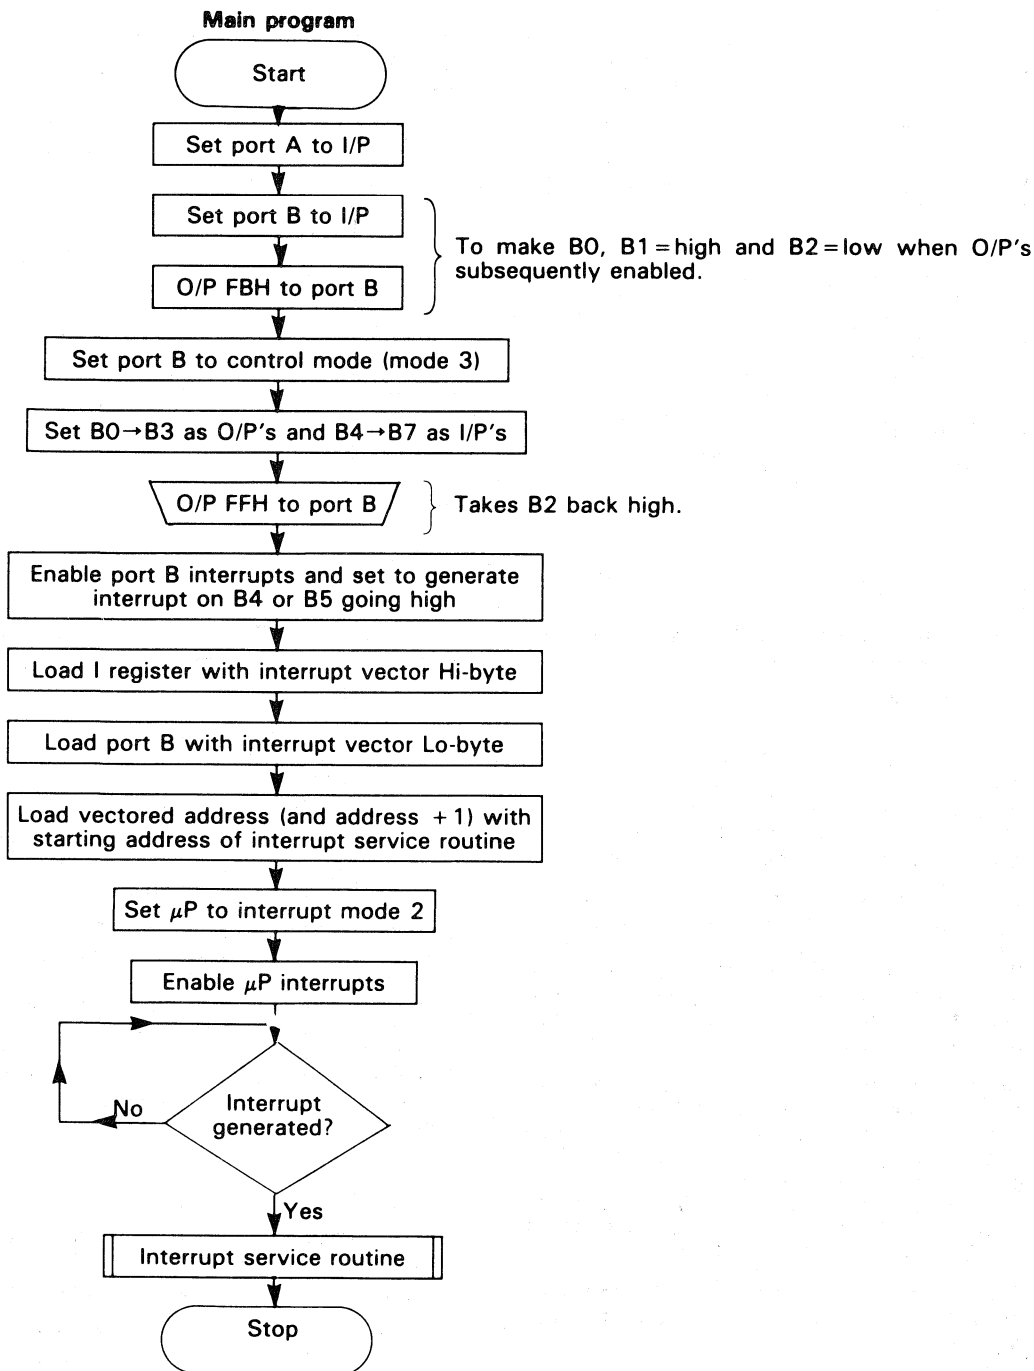 Main program
Start
Set port A to I/P
Set port B to I/P
To make B0, B1 = high and B2 = low when O/P's
subsequently enabled.
O/P FBH to port B
Set port B to control mode (mode 3)
Set B0→B3 as O/P's and B4→B7 as I/P's
O/P FFH to port B
Takes B2 back high.
Enable port B interrupts and set to generate
interrupt on B4 or B5 going high
Load I register with interrupt vector Hi-byte
Load port B with interrupt vector Lo-byte
Load vectored address (and address + 1) with
starting address of interrupt service routine
Set μP to interrupt mode 2
Enable μP interrupts
No
Interrupt
generated?
Yes
Interrupt service routine
Stop